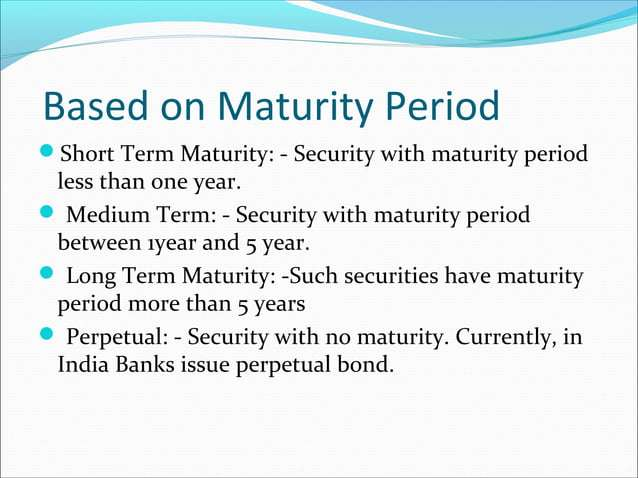 Based on Maturity Period
Short Term Maturity: - Security with maturity period
less than one year.
Medium Term: - Security with maturity period
between 1year and 5 year.
Long Term Maturity: -Such securities have maturity
period more than 5 years
Perpetual: - Security with no maturity. Currently, in
India Banks issue perpetual bond.